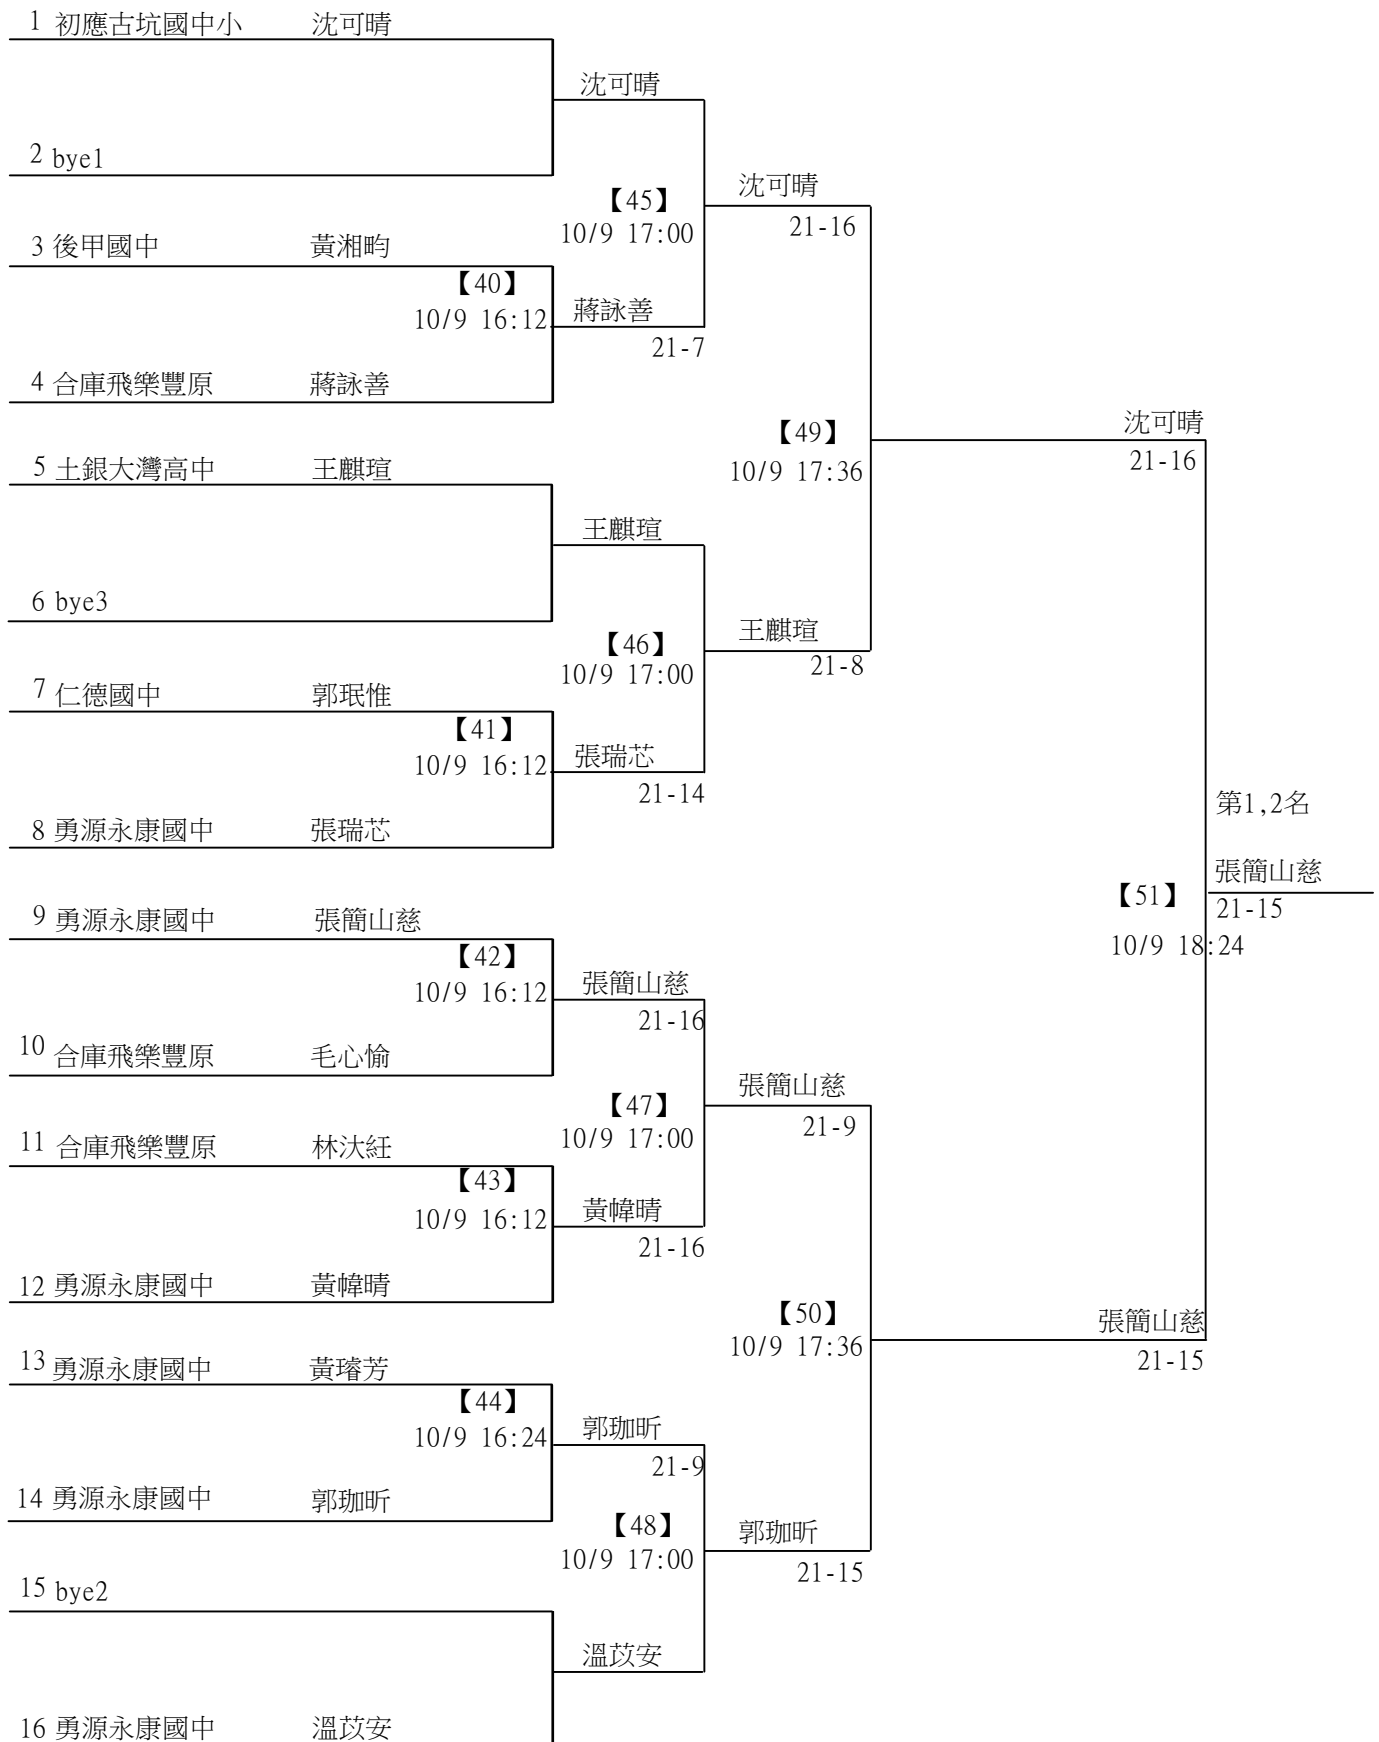 1 初應古坑國中小 沈可晴
沈可晴
2 bye1
【45】 沈可晴
10/9 17:00 21-16
3 後甲國中 黃湘畇
【40】
10/9 16:12 蔣詠善
21-7
4 合庫飛樂豐原 蔣詠善
【49】 沈可晴
10/9 17:36 21-16
5 土銀大灣高中 王麒瑄
王麒瑄
6 bye3
【46】 王麒瑄
10/9 17:00 21-8
7 仁德國中 郭珉惟
【41】
10/9 16:12 張瑞芯
21-14
8 勇源永康國中 張瑞芯
第1,2名
【51】 張簡山慈
10/9 18:24 21-15
9 勇源永康國中 張簡山慈
【42】
10/9 16:12 張簡山慈
21-16
10 合庫飛樂豐原 毛心愉
【47】 張簡山慈
10/9 17:00 21-9
11 合庫飛樂豐原 林汏紝
【43】
10/9 16:12 黃幃晴
21-16
12 勇源永康國中 黃幃晴
【50】 張簡山慈
10/9 17:36 21-15
13 勇源永康國中 黃璿芳
【44】
10/9 16:24 郭珈昕
21-9
14 勇源永康國中 郭珈昕
【48】 郭珈昕
10/9 17:00 21-15
15 bye2
溫苡安
16 勇源永康國中 溫苡安